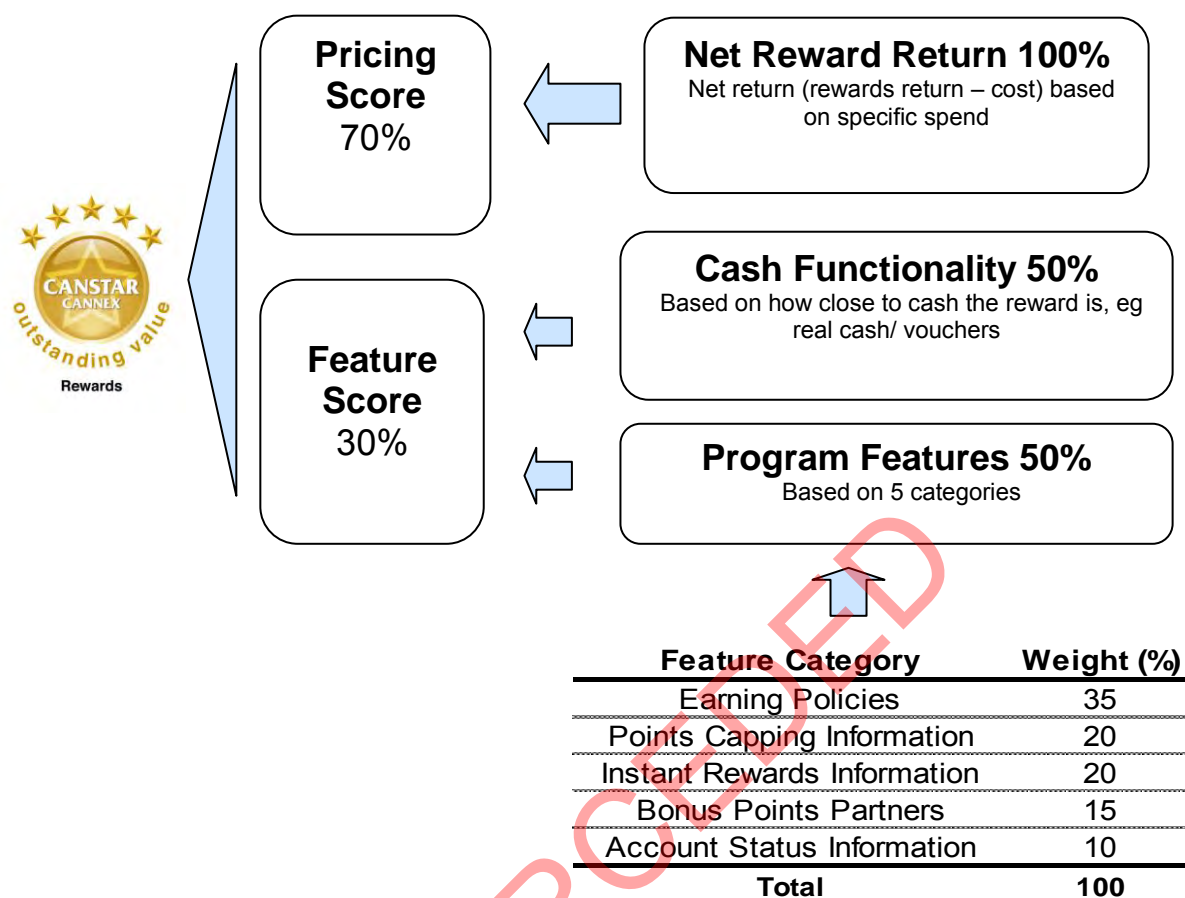 Pricing
Score
70%
Net Reward Return 100%
Net return (rewards return – cost) based
on specific spend
CANSTAR
CANNEX
outstanding value
Rewards
Feature
Score
30%
Cash Functionality 50%
Based on how close to cash the reward is, eg
real cash/ vouchers
Program Features 50%
Based on 5 categories
Feature Category Weight (%)
Earning Policies 35
Points Capping Information 20
Instant Rewards Information 20
Bonus Points Partners 15
Account Status Information 10
Total 100
RCEDED